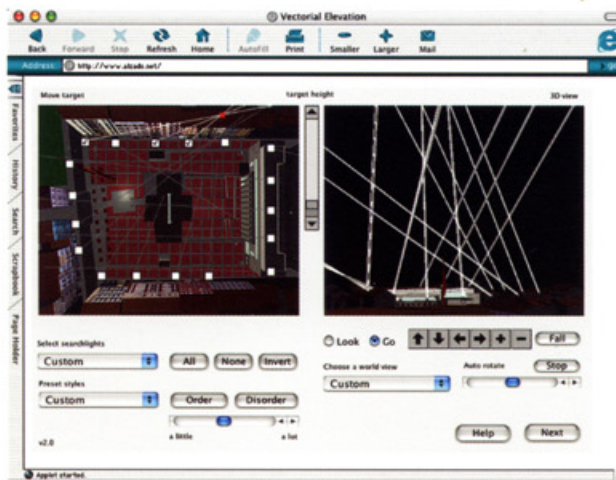 Vectorial Elevation
Back Forward Stop Refresh Home AutoFill Print Smaller Larger Mail
Address: http://www.alzado.net/ go
Favorites
History
Search
Scrapbook
Page Holder
Move target
target height
3D view
Select searchlights
Custom
All None Invert
Preset styles
Custom
Order Disorder
a little a lot
v2.0
Look Go
Fall
Choose a world view
Auto rotate
Stop
Custom
Help Next
Applet started.